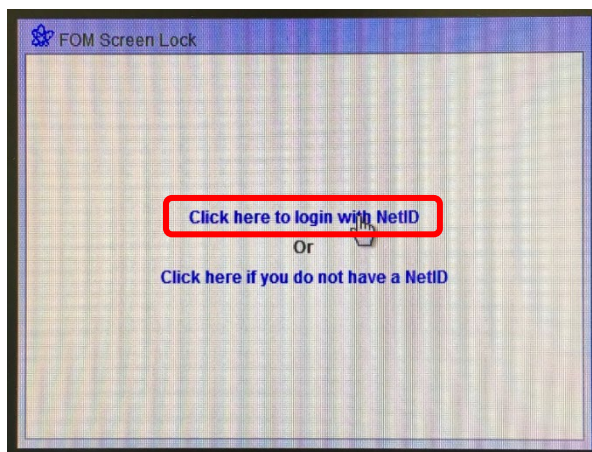 FOM Screen Lock
Click here to login with NetID
Or
Click here if you do not have a NetID